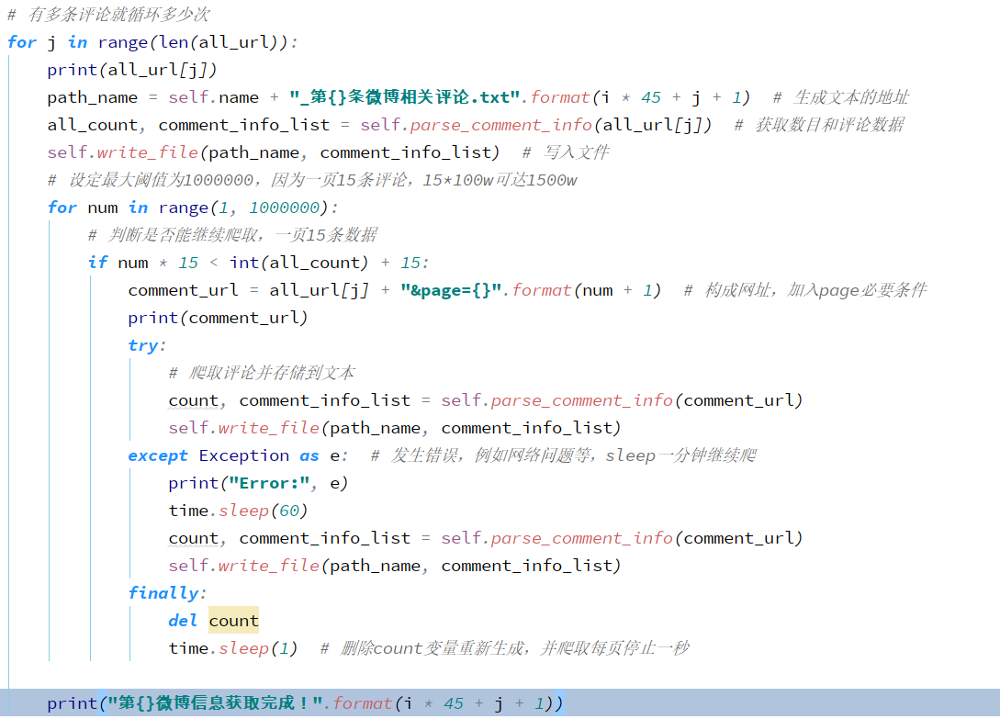 # 有多条评论就循环多少次
for j in range(len(all_url)):
    print(all_url[j])
    path_name = self.name + "_第{}条微博相关评论.txt".format(i * 45 + j + 1)  # 生成文本的地址
    all_count, comment_info_list = self.parse_comment_info(all_url[j])  # 获取数目和评论数据
    self.write_file(path_name, comment_info_list)  # 写入文件
    # 设定最大阈值为1000000，因为一页15条评论，15*100w可达1500w
    for num in range(1, 1000000):
        # 判断是否能继续爬取，一页15条数据
        if num * 15 < int(all_count) + 15:
            comment_url = all_url[j] + "&page={}".format(num + 1)  # 构成网址，加入page必要条件
            print(comment_url)
            try:
                # 爬取评论并存储到文本
                count, comment_info_list = self.parse_comment_info(comment_url)
                self.write_file(path_name, comment_info_list)
            except Exception as e:  # 发生错误，例如网络问题等，sleep一分钟继续爬
                print("Error:", e)
                time.sleep(60)
                count, comment_info_list = self.parse_comment_info(comment_url)
                self.write_file(path_name, comment_info_list)
            finally:
                del count
                time.sleep(1)  # 删除count变量重新生成，并爬取每页停止一秒
    print("第{}微博信息获取完成！".format(i * 45 + j + 1))